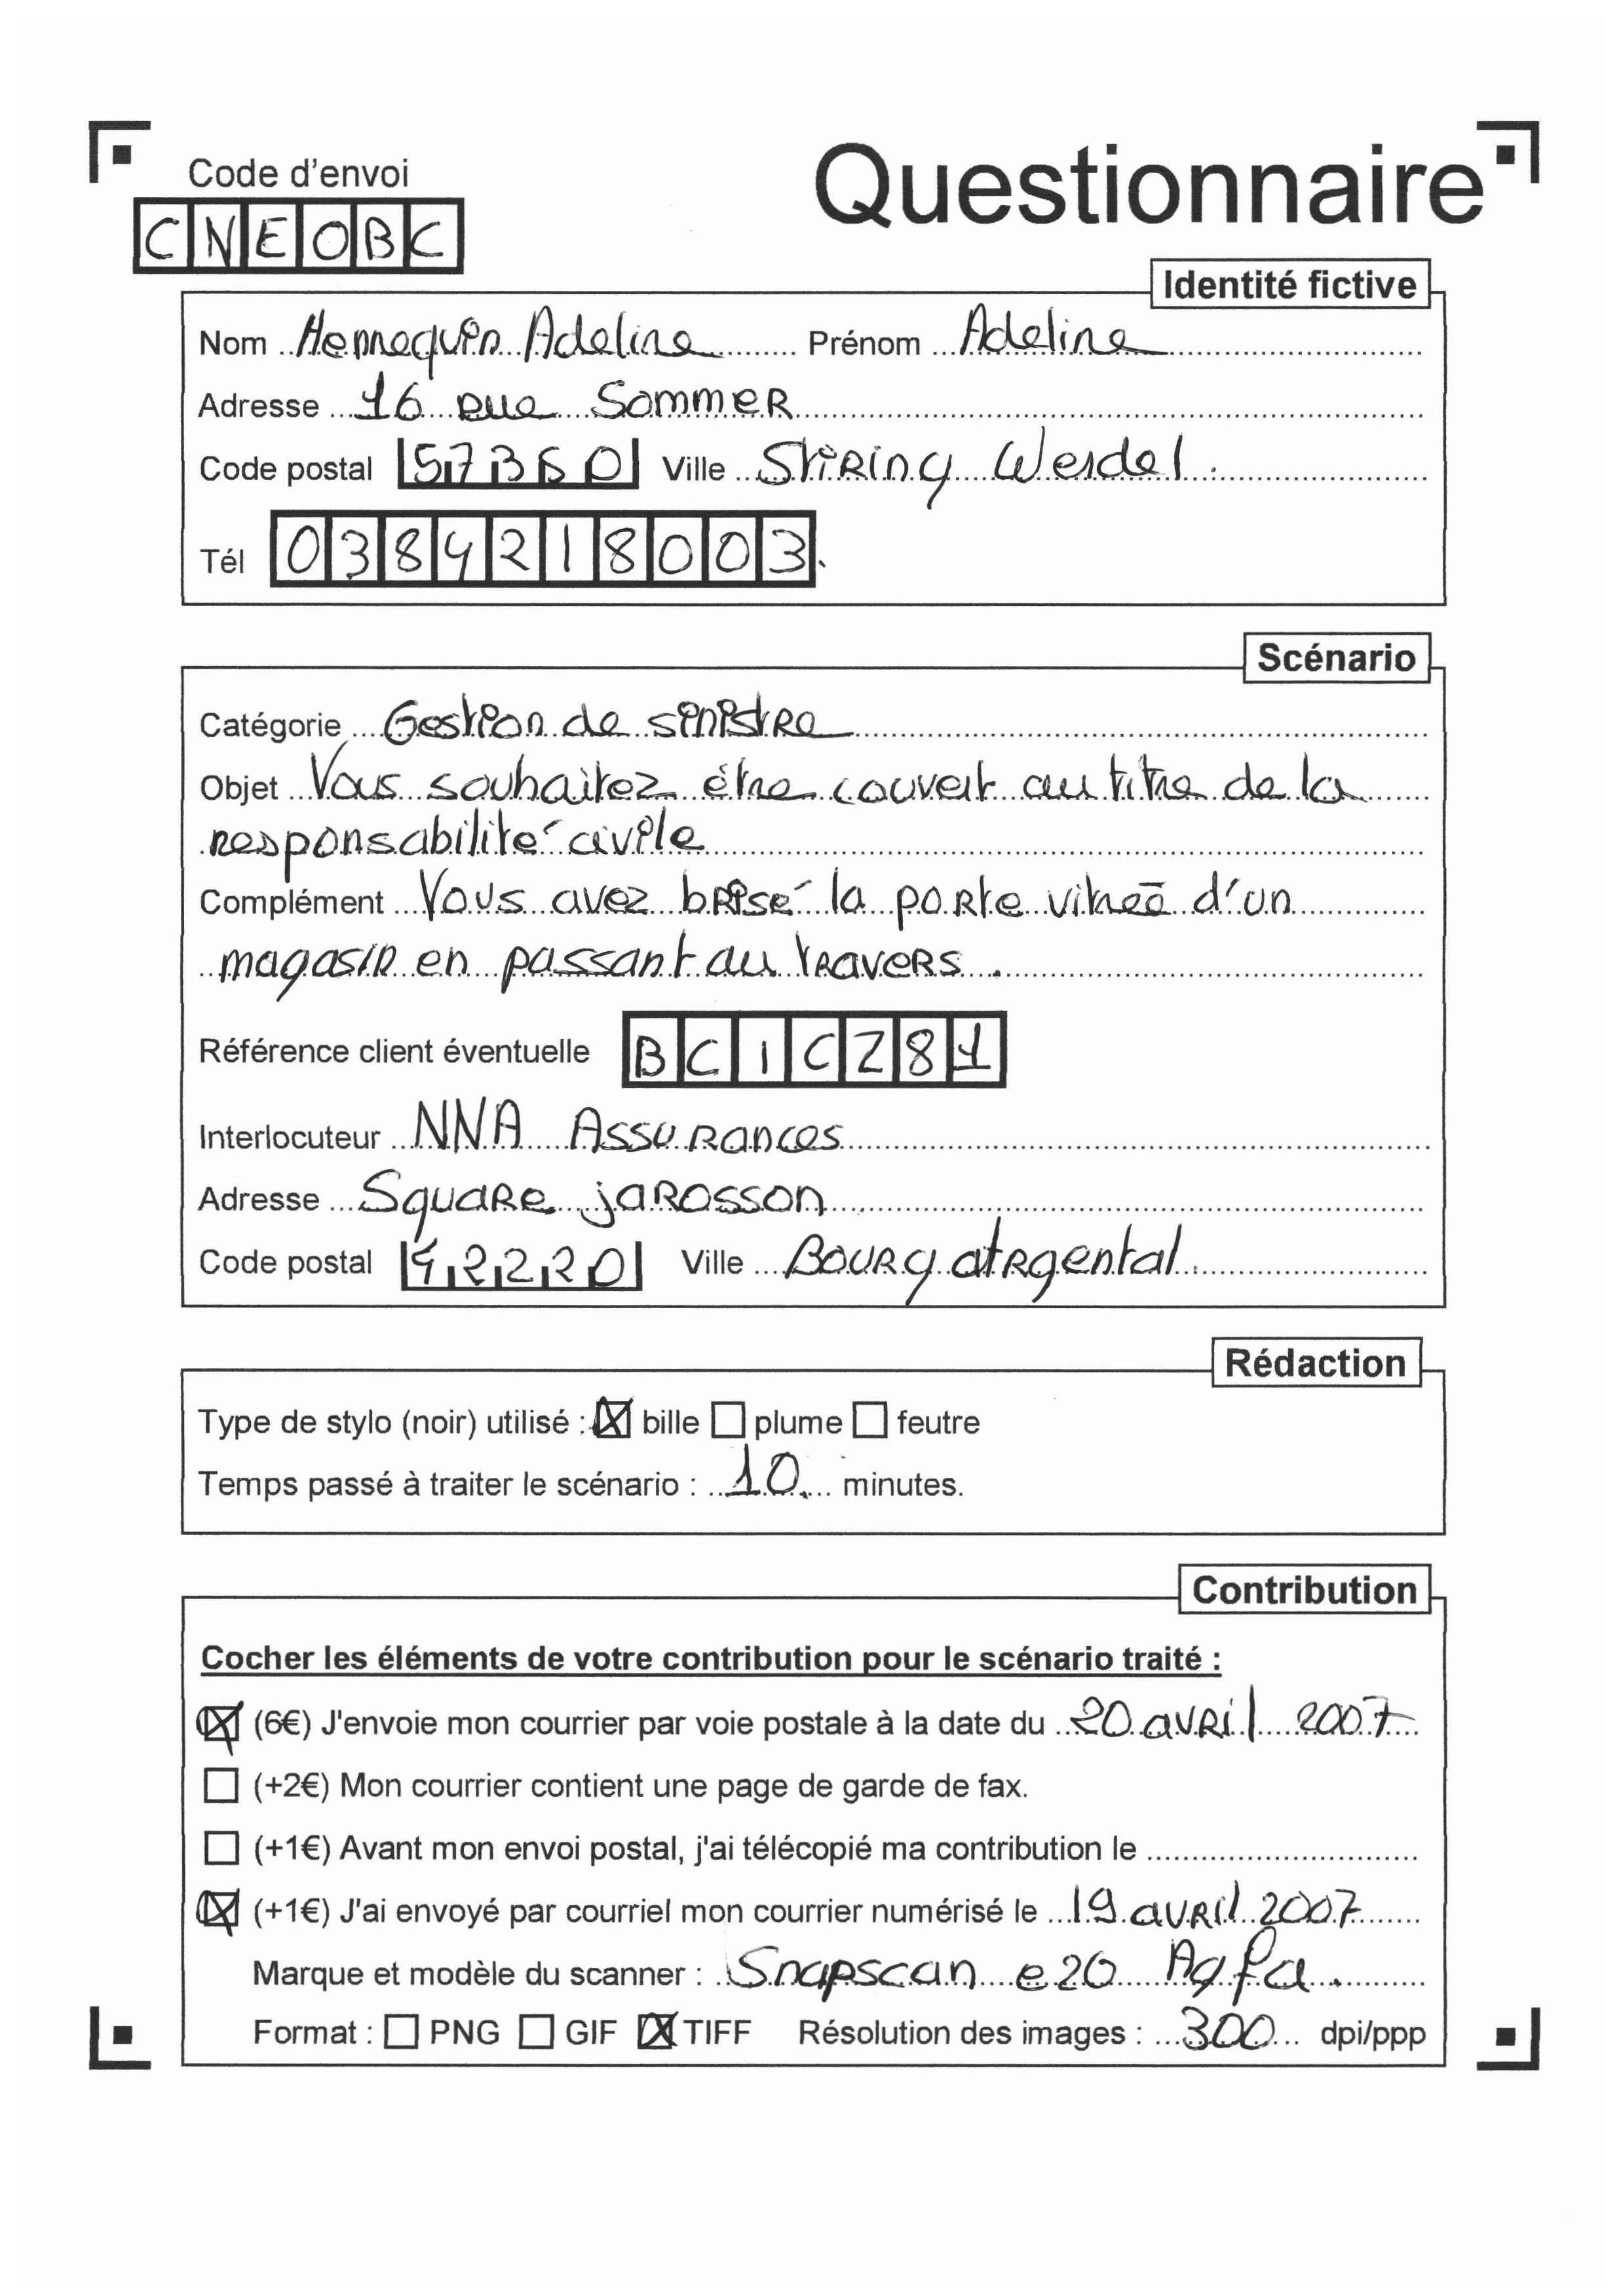 Code d'envoi
Questionnaire
CNEOBC
Identité fictive
Nom Hennequin Adeline Prénom Adeline
Adresse 16 rue Sommer
Code postal 57350 Ville Stiring Wendel
Tél 0384218003
Scénario
Catégorie Gestion de sinistre
Objet Vous souhaitez être couvert au titre de la
responsabilité civile
Complément Vous avez brisé la porte vitreé d'un
magasin en passant au travers.
Référence client éventuelle BC1CZ81
Interlocuteur NNA Assurances
Adresse Square jarosson
Code postal 42220 Ville Bourg argental
Rédaction
Type de stylo (noir) utilisé : bille plume feutre
Temps passé à traiter le scénario : 10 minutes.
Contribution
Cocher les éléments de votre contribution pour le scénario traité :
(6€) J'envoie mon courrier par voie postale à la date du 20 avril 2007
(+2€) Mon courrier contient une page de garde de fax.
(+1€) Avant mon envoi postal, j'ai télécopié ma contribution le
(+1€) J'ai envoyé par courriel mon courrier numérisé le 19 avril 2007
Marque et modèle du scanner : Snapscan e20 Agfa.
Format : PNG GIF TIFF Résolution des images : 300 dpi/ppp